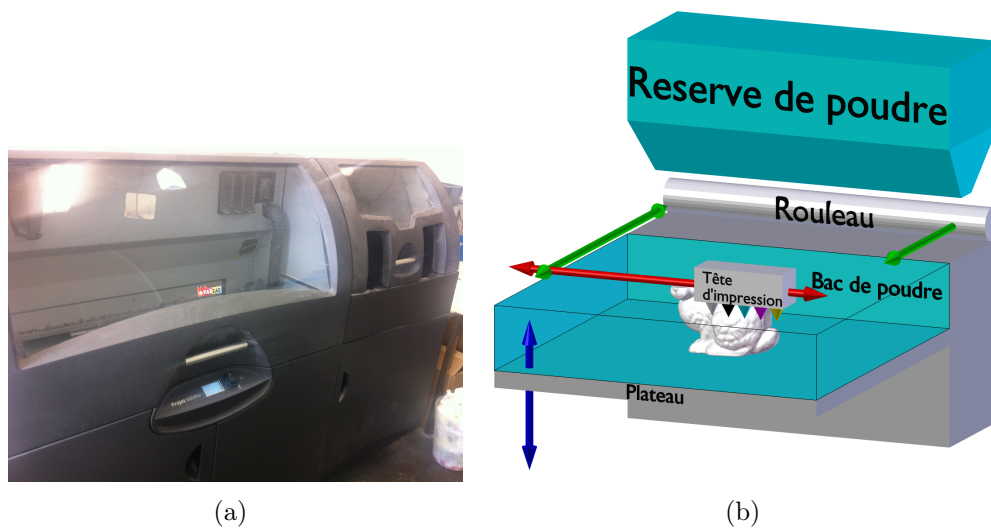 Reserve de poudre
Rouleau
Tête
d'impression
Bac de poudre
Plateau
(a)
(b)